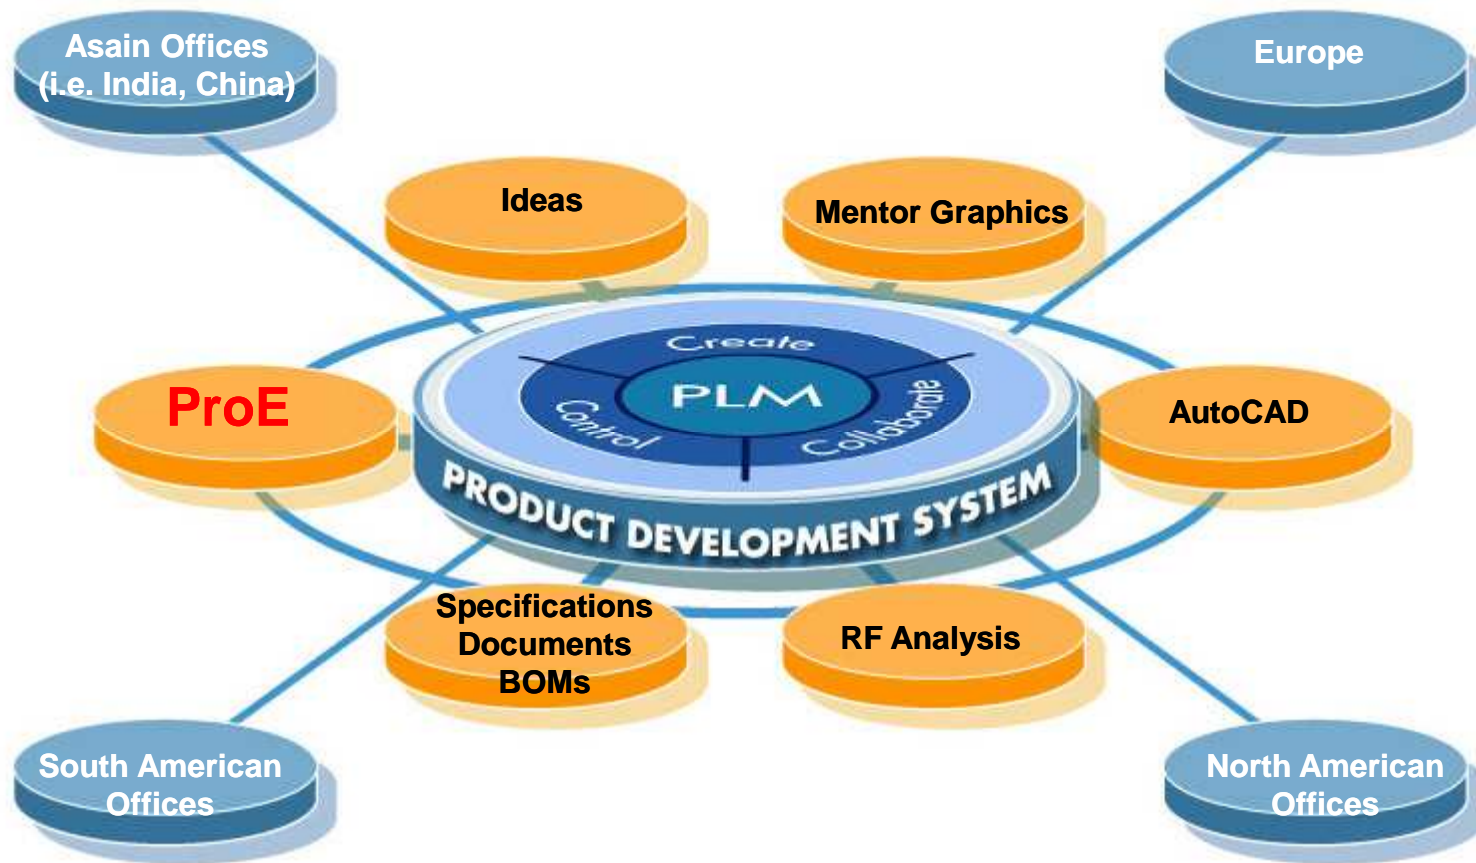 Asain Offices
(i.e. India, China)
Europe
Ideas
Mentor Graphics
ProE
Create
PLM
Control
Collaborate
AutoCAD
PRODUCT DEVELOPMENT SYSTEM
Specifications
Documents
BOMs
RF Analysis
South American
Offices
North American
Offices